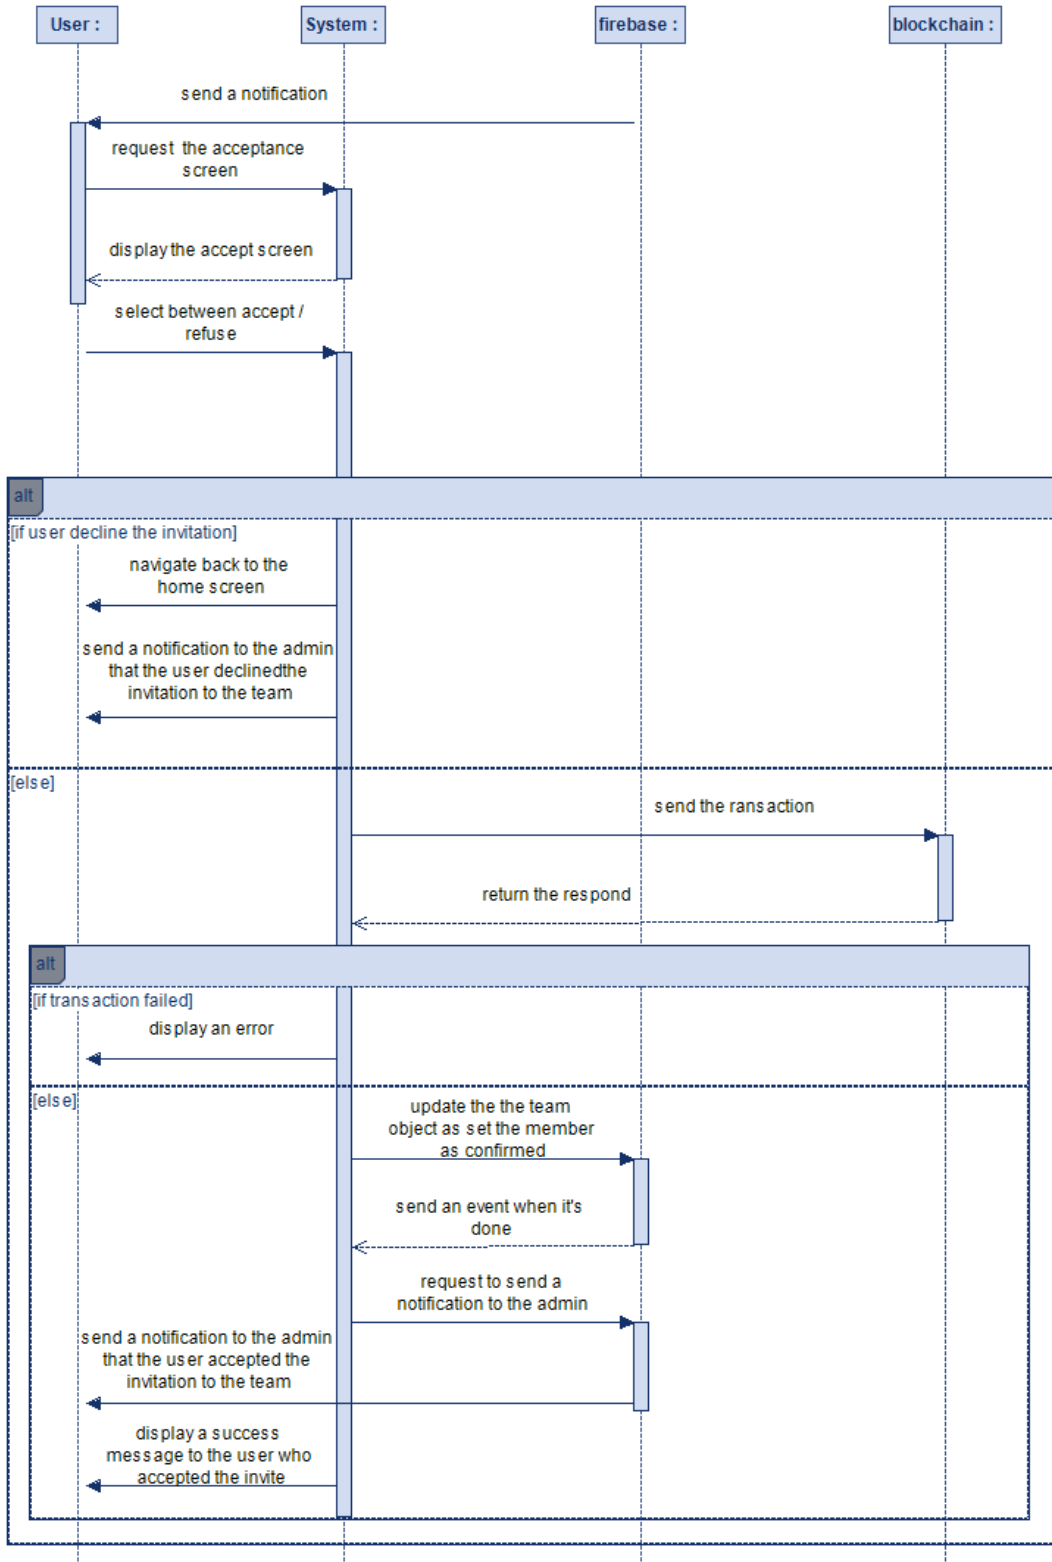 User :
System :
firebase :
blockchain :
send a notification
request the acceptance
screen
display the accept screen
select between accept /
refuse
alt
[if user decline the invitation]
navigate back to the
home screen
send a notification to the admin
that the user declinedthe
invitation to the team
[else]
send the ransaction
return the respond
alt
[if transaction failed]
display an error
[else]
update the the team
object as set the member
as confirmed
send an event when it's
done
request to send a
notification to the admin
send a notification to the admin
that the user accepted the
invitation to the team
display a success
message to the user who
accepted the invite